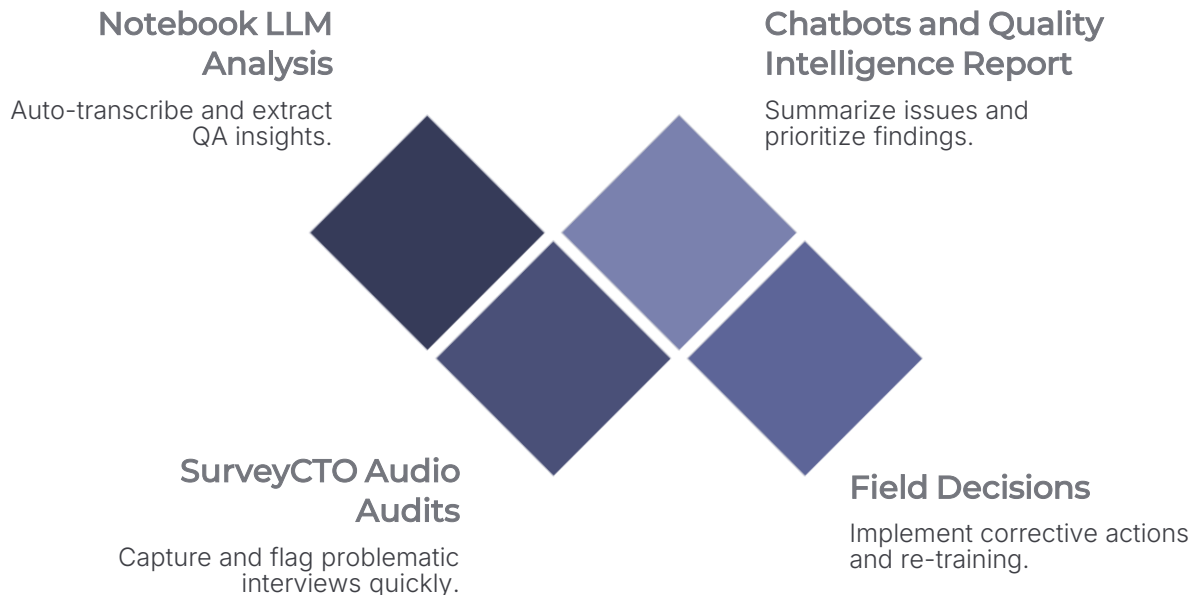 Notebook LLM
Analysis
Auto-transcribe and extract
QA insights.
Chatbots and Quality
Intelligence Report
Summarize issues and
prioritize findings.
SurveyCTO Audio
Audits
Capture and flag problematic
interviews quickly.
Field Decisions
Implement corrective actions
and re-training.